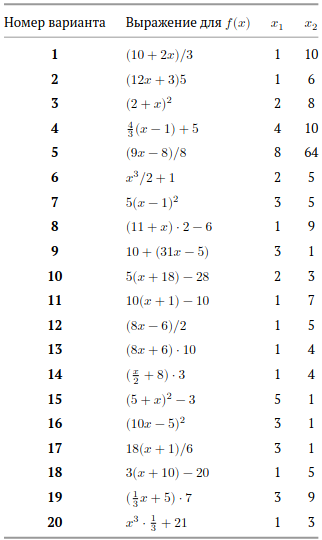 Номер варианта Выражение для f(x) x₁ x₂
1 (10 + 2x)/3 1 10
2 (12x + 3)5 1 6
3 (2 + x)² 2 8
4 4/3(x − 1) + 5 4 10
5 (9x − 8)/8 8 64
6 x³/2 + 1 2 5
7 5(x − 1)² 3 5
8 (11 + x) · 2 − 6 1 9
9 10 + (31x − 5) 3 1
10 5(x + 18) − 28 2 3
11 10(x + 1) − 10 1 7
12 (8x − 6)/2 1 5
13 (8x + 6) · 10 1 4
14 (x/2 + 8) · 3 1 4
15 (5 + x)² − 3 5 1
16 (10x − 5)² 3 1
17 18(x + 1)/6 3 1
18 3(x + 10) − 20 1 5
19 (1/3x + 5) · 7 3 9
20 x³ · 1/3 + 21 1 3